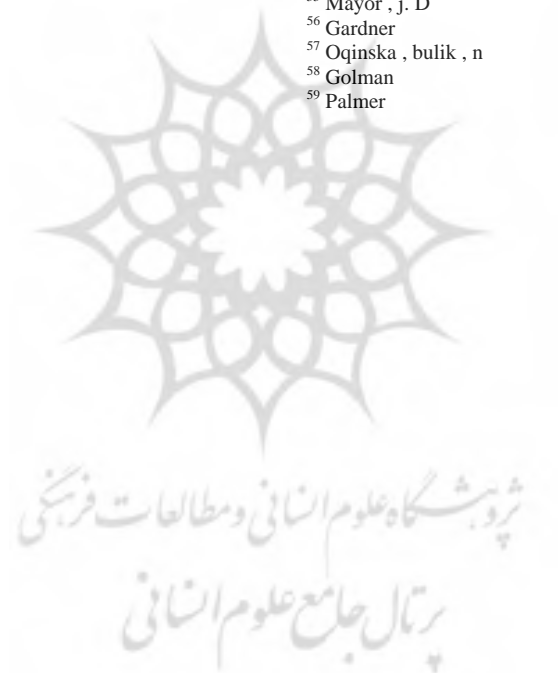 ⁵⁵ Mayor , j. D
⁵⁶ Gardner
⁵⁷ Oqinska , bulik , n
⁵⁸ Golman
⁵⁹ Palmer
پژوهشگاه علوم انسانی و مطالعات فرهنگی
پرتال جامع علوم انسانی